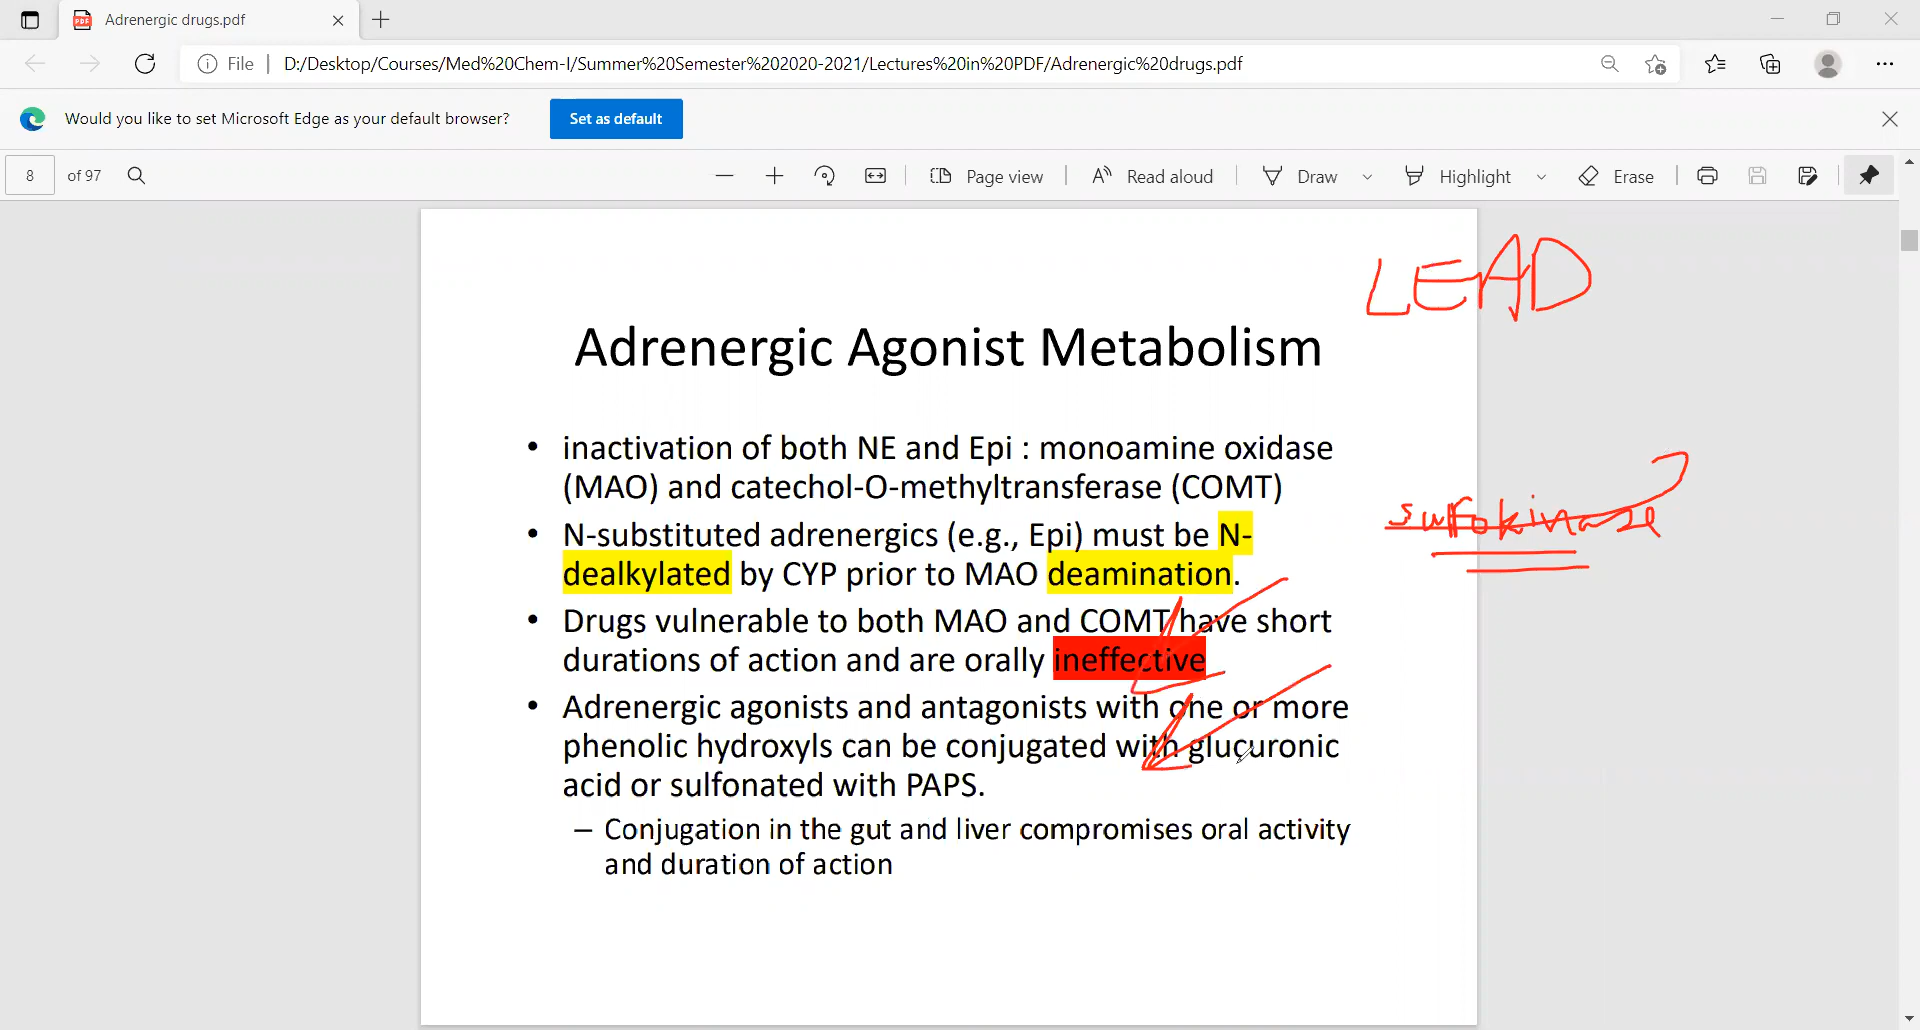 Adrenergic drugs.pdf
File
D:/Desktop/Courses/Med%20Chem-I/Summer%20Semester%202020-2021/Lectures%20in%20PDF/Adrenergic%20drugs.pdf
Would you like to set Microsoft Edge as your default browser?
Set as default
8 of 97
Page view
Read aloud
Draw
Highlight
Erase
LEAD
Adrenergic Agonist Metabolism
• inactivation of both NE and Epi : monoamine oxidase
(MAO) and catechol-O-methyltransferase (COMT)
• N-substituted adrenergics (e.g., Epi) must be N-
dealkylated by CYP prior to MAO deamination.
• Drugs vulnerable to both MAO and COMT have short
durations of action and are orally ineffective
• Adrenergic agonists and antagonists with one or more
phenolic hydroxyls can be conjugated with glucuronic
acid or sulfonated with PAPS.
– Conjugation in the gut and liver compromises oral activity
and duration of action